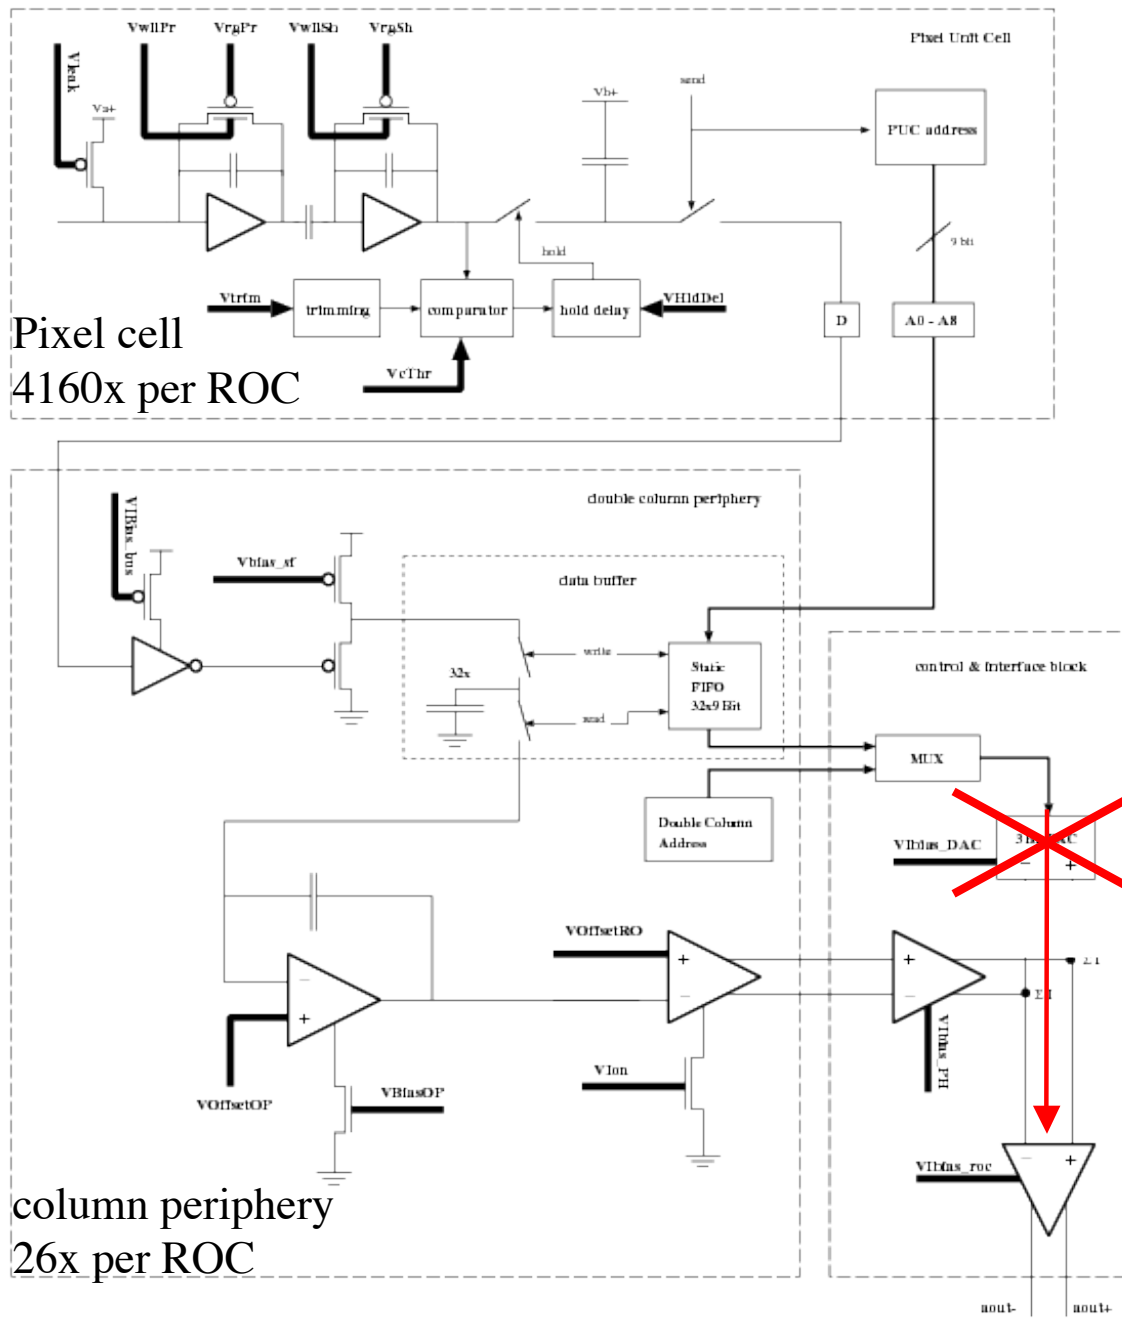 VwllPr
VrgPr
VwllSh
VrgSh
Pixel Unit Cell
Vleak
Va+
Vb+
send
PUC address
9 bit
hold
Vtrim
trimming
comparator
hold delay
VHldDel
D
A0 - A8
VcThr
Pixel cell
4160x per ROC
double column periphery
VIBias_bus
Vbias_sf
data buffer
write
32x
read
Static
FIFO
32x9 Bit
control & interface block
MUX
Double Column
Address
VIbias_DAC
−
+
VOffsetRO
+
−
+
−
ΣI
VIbias_PH
−
+
VOffsetOP
VBiasOP
VIon
VIbias_roc
−
+
column periphery
26x per ROC
aout-
aout+